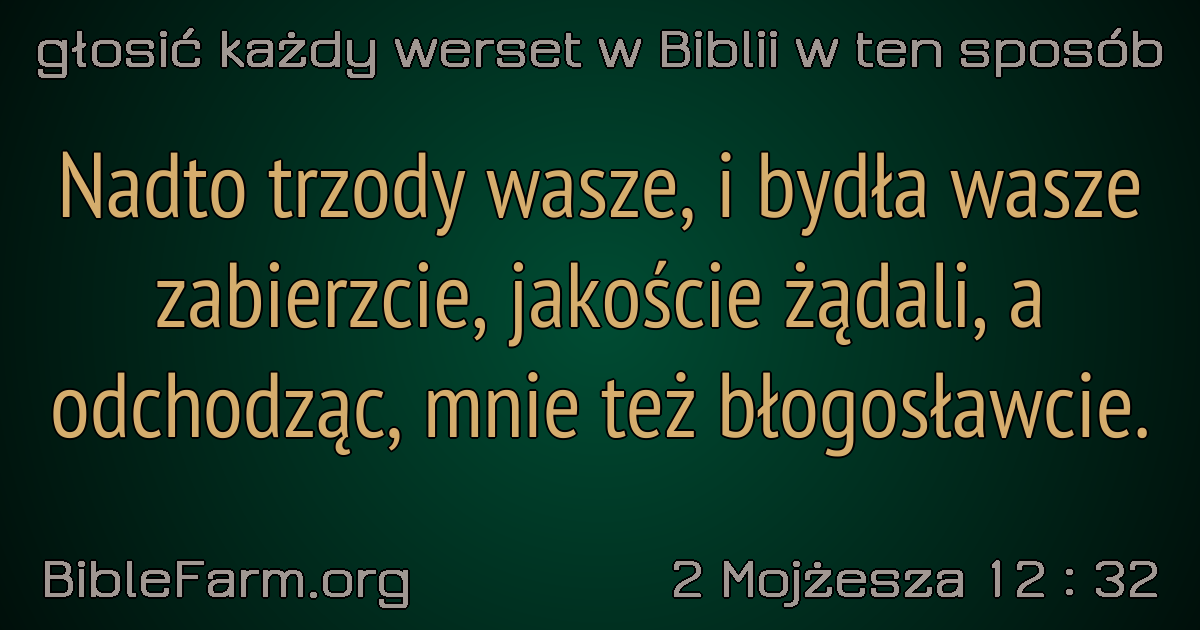 głosić każdy werset w Biblii w ten sposób
Nadto trzody wasze, i bydła wasze
zabierzcie, jakoście żądali, a
odchodząc, mnie też błogosławcie.
BibleFarm.org
2 Mojżesza 12 : 32